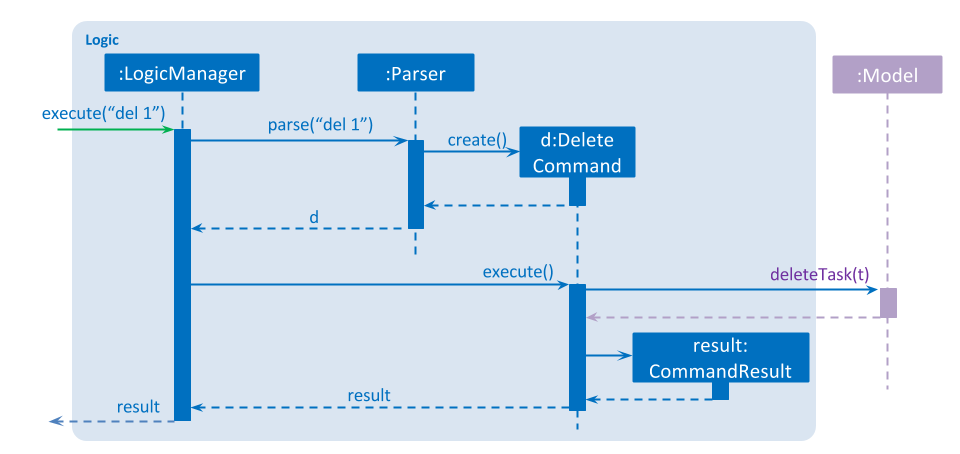 Logic
:LogicManager
:Parser
:Model
execute(“del 1”)
parse(“del 1”)
create()
d:Delete
Command
d
execute()
deleteTask(t)
result:
CommandResult
result
result